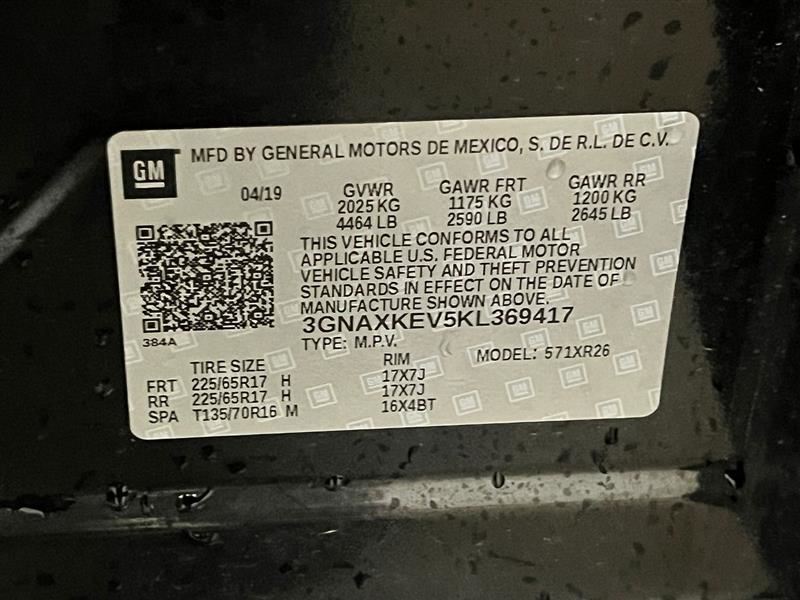 GM MFD BY GENERAL MOTORS DE MEXICO, S. DE R.L. DE C.V.
04/19 GVWR GAWR FRT GAWR RR
2025 KG 1175 KG 1200 KG
4464 LB 2590 LB 2645 LB
THIS VEHICLE CONFORMS TO ALL
APPLICABLE U.S. FEDERAL MOTOR
VEHICLE SAFETY AND THEFT PREVENTION
STANDARDS IN EFFECT ON THE DATE OF
MANUFACTURE SHOWN ABOVE.
3GNAXKEV5KL369417
384A
TYPE: M.P.V. MODEL: 571XR26
TIRE SIZE RIM
FRT 225/65R17 H 17X7J
RR 225/65R17 H 17X7J
SPA T135/70R16 M 16X4BT